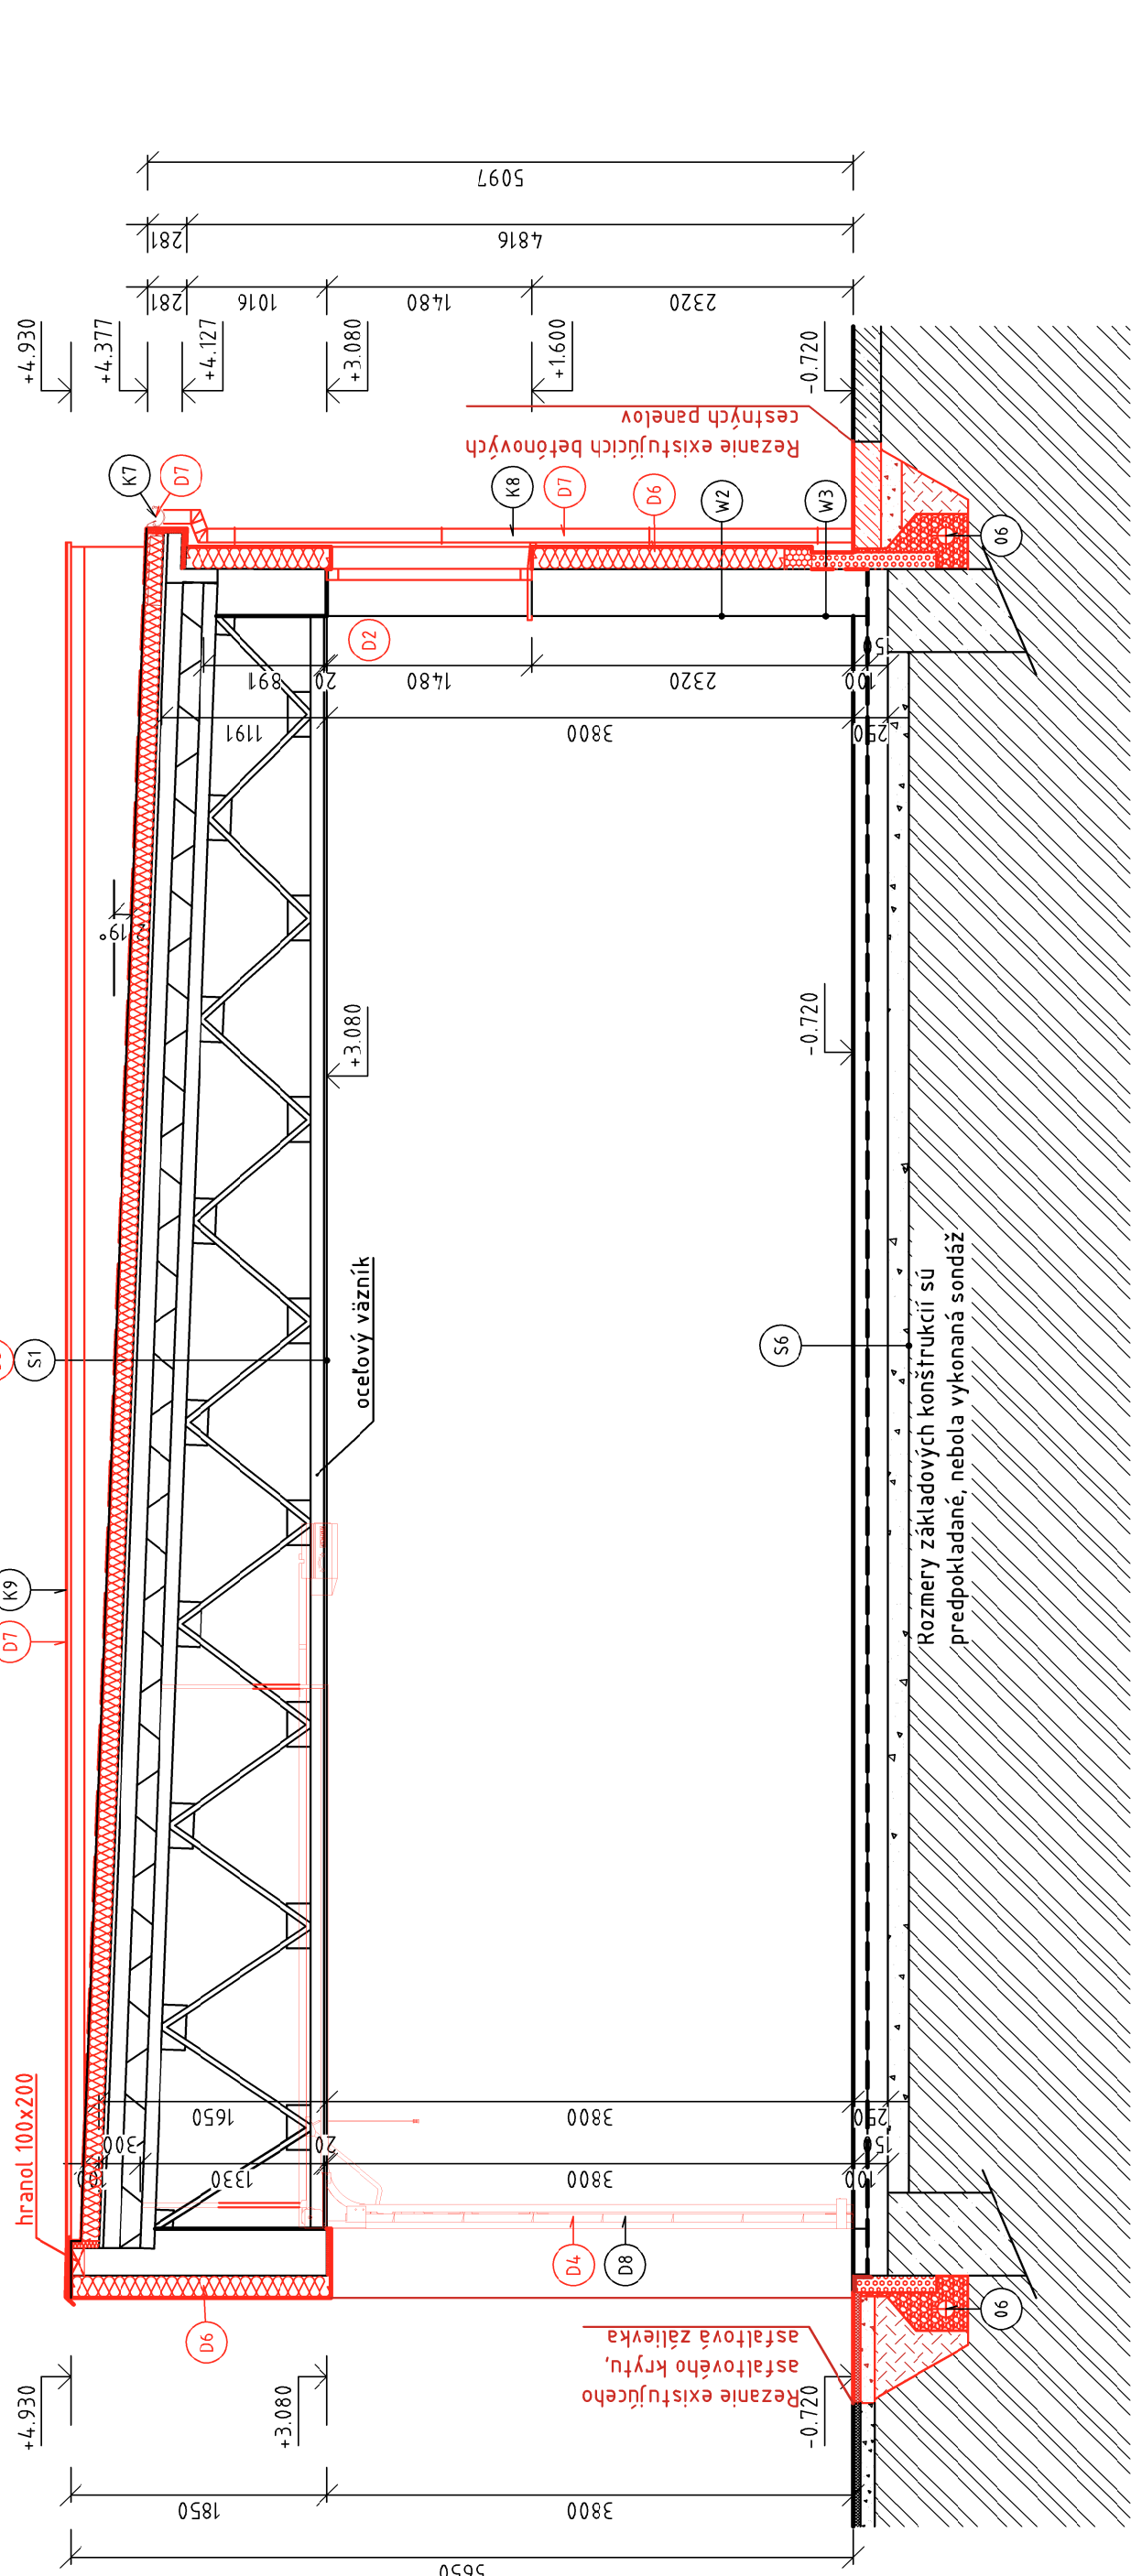 5097
281
4816
281
1016
1480
2320
+4.930
+4.377
+4.127
+3.080
+1.600
-0.720
Rezanie existujúcich betónových
cestných panelov
K7
D7
K8
D7
D6
W2
W3
06
D2
891
20
1480
2320
100
50
1191
3800
250
+3.080
-0.720
S1
oceľový väzník
S6
Rozmery základových konštrukcií sú
predpokladané, nebola vykonaná sondáž
K9
D7
hranol 100x200
1650
3800
250
300
1330
20
3800
100
150
D4
D8
D6
06
Rezanie existujúceho
asfaltového krytu,
asfaltová zálievka
+4.930
+3.080
-0.720
1850
3800
5650